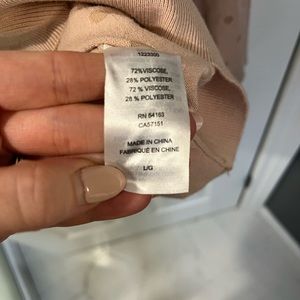 1223300
72%VISCOSE,
28% POLYESTER
72 % VISCOSE,
28 % POLYESTER
RN 54163
CA57151
MADE IN CHINA
FABRIQUÉ EN CHINE
L/G